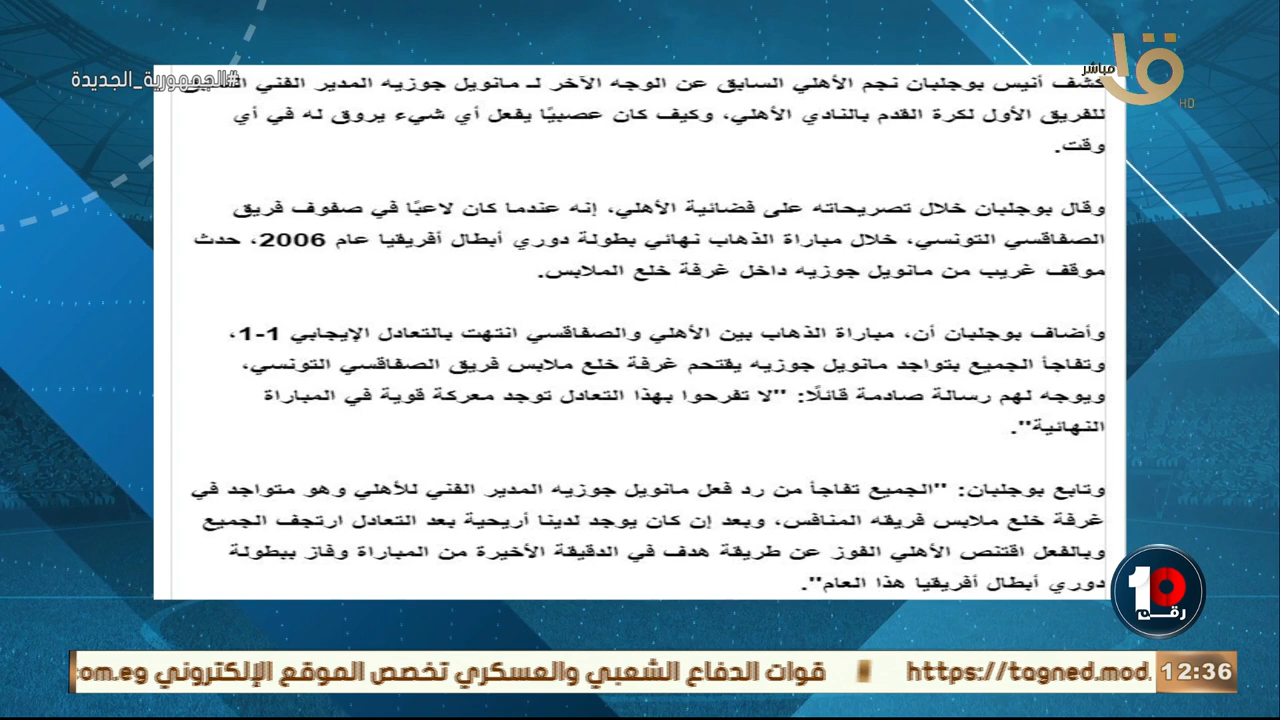 #الجمهورية_الجديدة
مباشر
HD
كشف أنيس بوجلبان نجم الأهلي السابق عن الوجه الآخر لـ مانويل جوزيه المدير الفني
للفريق الأول لكرة القدم بالنادي الأهلي، وكيف كان عصبيًا يفعل أي شيء يروق له في أي
وقت.
وقال بوجلبان خلال تصريحاته على فضائية الأهلي، إنه عندما كان لاعبًا في صفوف فريق
الصفاقسي التونسي، خلال مباراة الذهاب نهائي بطولة دوري أبطال أفريقيا عام 2006، حدث
موقف غريب من مانويل جوزيه داخل غرفة خلع الملابس.
وأضاف بوجلبان أن، مباراة الذهاب بين الأهلي والصفاقسي انتهت بالتعادل الإيجابي 1-1،
وتفاجأ الجميع بتواجد مانويل جوزيه يقتحم غرفة خلع ملابس فريق الصفاقسي التونسي،
ويوجه لهم رسالة صادمة قائلًا: "لا تفرحوا بهذا التعادل توجد معركة قوية في المباراة
النهائية".
وتابع بوجلبان: "الجميع تفاجأ من رد فعل مانويل جوزيه المدير الفني للأهلي وهو متواجد في
غرفة خلع ملابس فريقه المنافس، وبعد إن كان يوجد لدينا أريحية بعد التعادل ارتجف الجميع
وبالفعل اقتنص الأهلي الفوز عن طريقة هدف في الدقيقة الأخيرة من المباراة وفاز ببطولة
دوري أبطال أفريقيا هذا العام".
رقم 10
12:36 https://tagned.mod. قوات الدفاع الشعبي والعسكري تخصص الموقع الإلكتروني om.eg